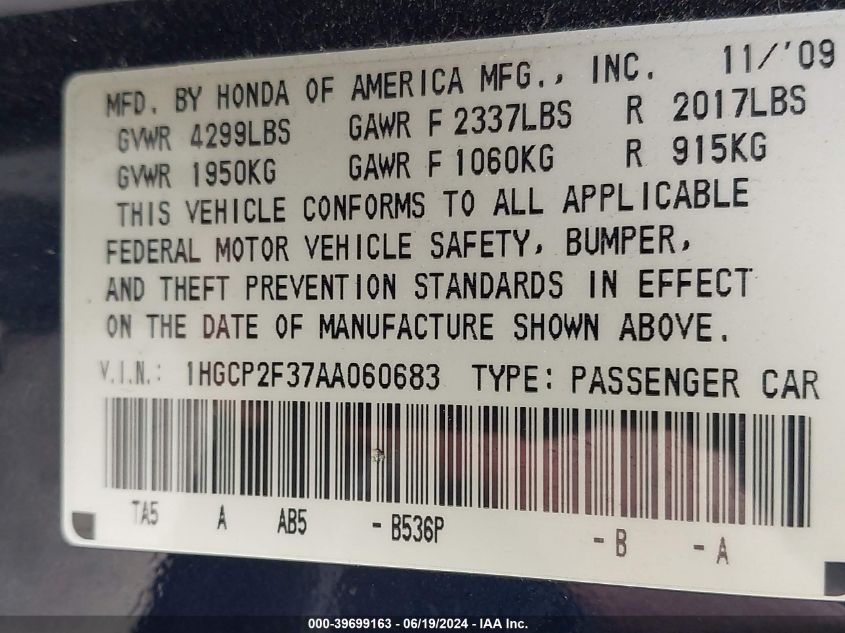 MFD. BY HONDA OF AMERICA MFG., INC. 11/'09
GVWR 4299LBS GAWR F 2337LBS R 2017LBS
GVWR 1950KG GAWR F 1060KG R 915KG
THIS VEHICLE CONFORMS TO ALL APPLICABLE
FEDERAL MOTOR VEHICLE SAFETY, BUMPER,
AND THEFT PREVENTION STANDARDS IN EFFECT
ON THE DATE OF MANUFACTURE SHOWN ABOVE.
V.I.N.: 1HGCP2F37AA060683 TYPE: PASSENGER CAR
TA5 A AB5 - B536P - B - A
000-39699163 - 06/19/2024 - IAA Inc.